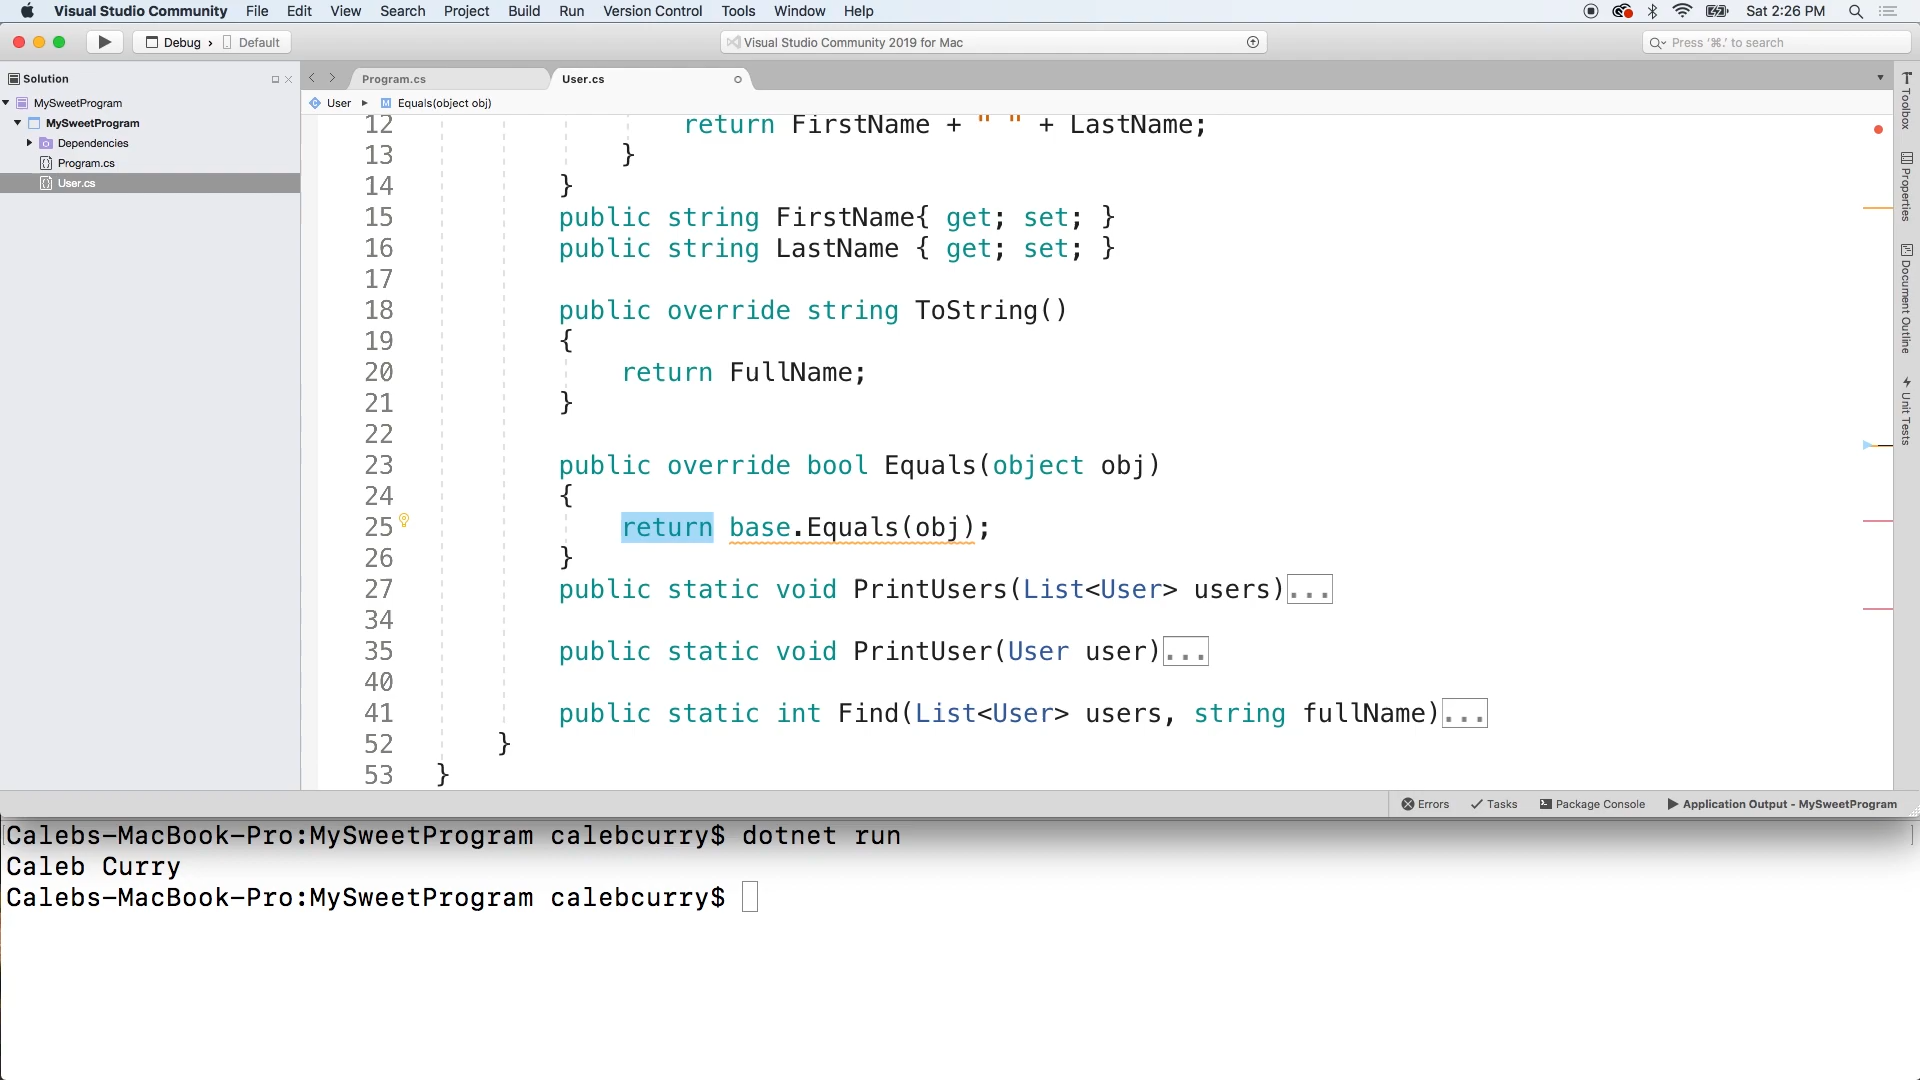 Visual Studio Community File Edit View Search Project Build Run Version Control Tools Window Help Sat 2:26 PM
Debug › Default Visual Studio Community 2019 for Mac Press ‘⌘.’ to search
Solution
Program.cs User.cs
MySweetProgram
MySweetProgram
Dependencies
Program.cs
User.cs
User ▸ Equals(object obj)
12 return FirstName + " " + LastName;
13 }
14 }
15 public string FirstName{ get; set; }
16 public string LastName { get; set; }
17
18 public override string ToString()
19 {
20 return FullName;
21 }
22
23 public override bool Equals(object obj)
24 {
25 return base.Equals(obj);
26 }
27 public static void PrintUsers(List<User> users)...
34
35 public static void PrintUser(User user)...
40
41 public static int Find(List<User> users, string fullName)...
52 }
53 }
Toolbox
Properties
Document Outline
Unit Tests
Errors Tasks Package Console Application Output - MySweetProgram
Calebs-MacBook-Pro:MySweetProgram calebcurry$ dotnet run
Caleb Curry
Calebs-MacBook-Pro:MySweetProgram calebcurry$